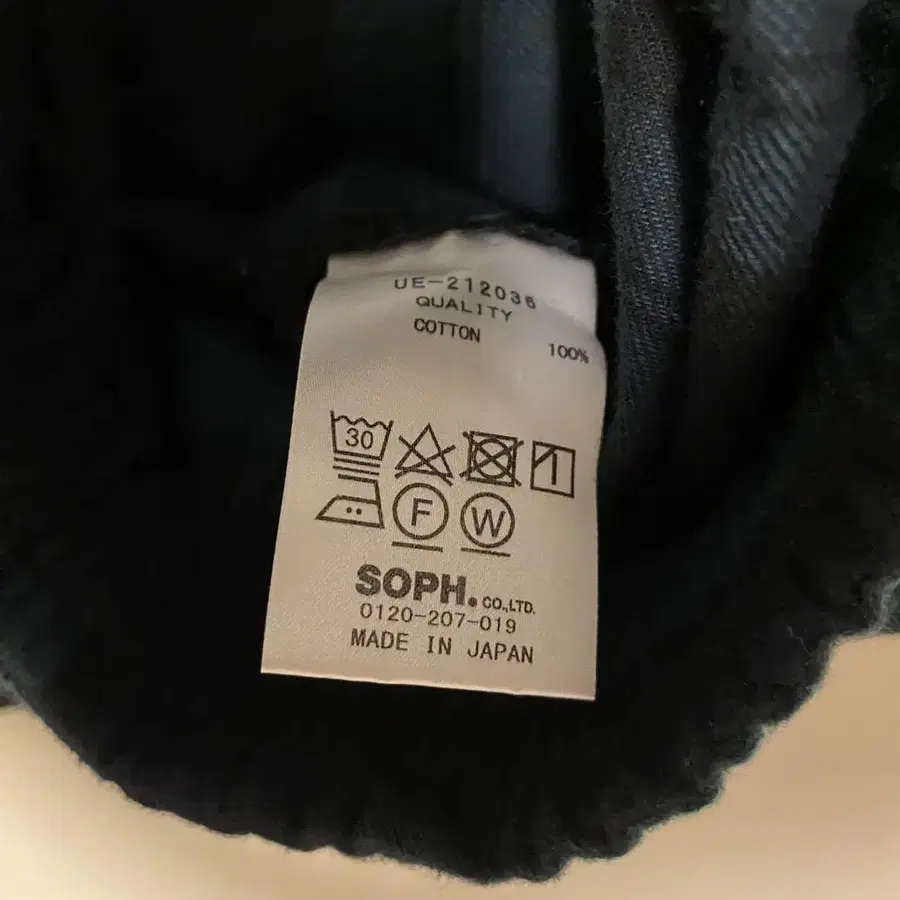 UE-212036
QUALITY
COTTON 100%
30
F W
SOPH. CO.,LTD.
0120-207-019
MADE IN JAPAN